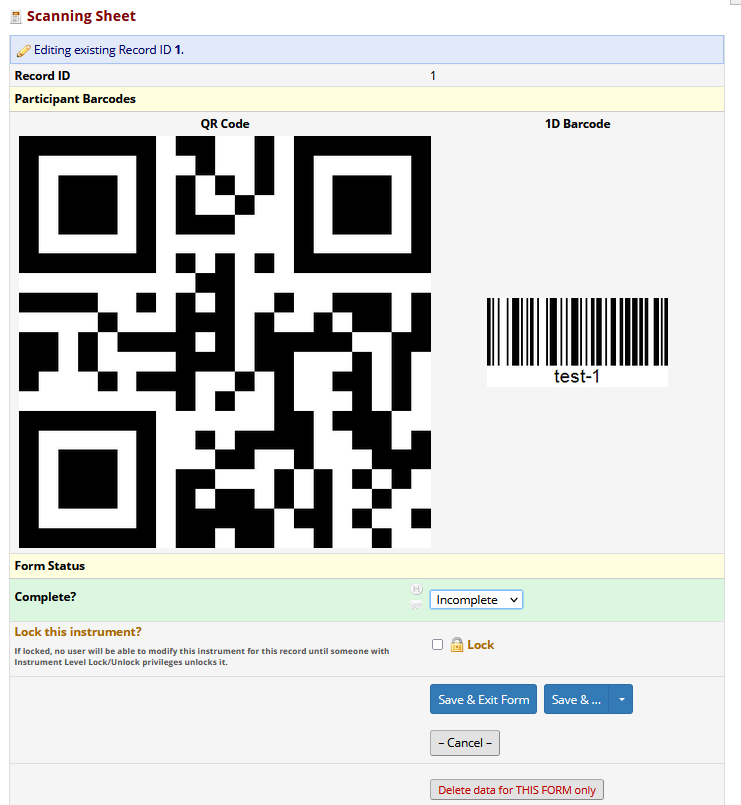 Scanning Sheet
Editing existing Record ID 1.
Record ID 1
Participant Barcodes
QR Code 1D Barcode
test-1
Form Status
Complete? H Incomplete
Lock this instrument?
If locked, no user will be able to modify this instrument for this record until someone with
Instrument Level Lock/Unlock privileges unlocks it.
Lock
Save & Exit Form Save & ...
– Cancel –
Delete data for THIS FORM only